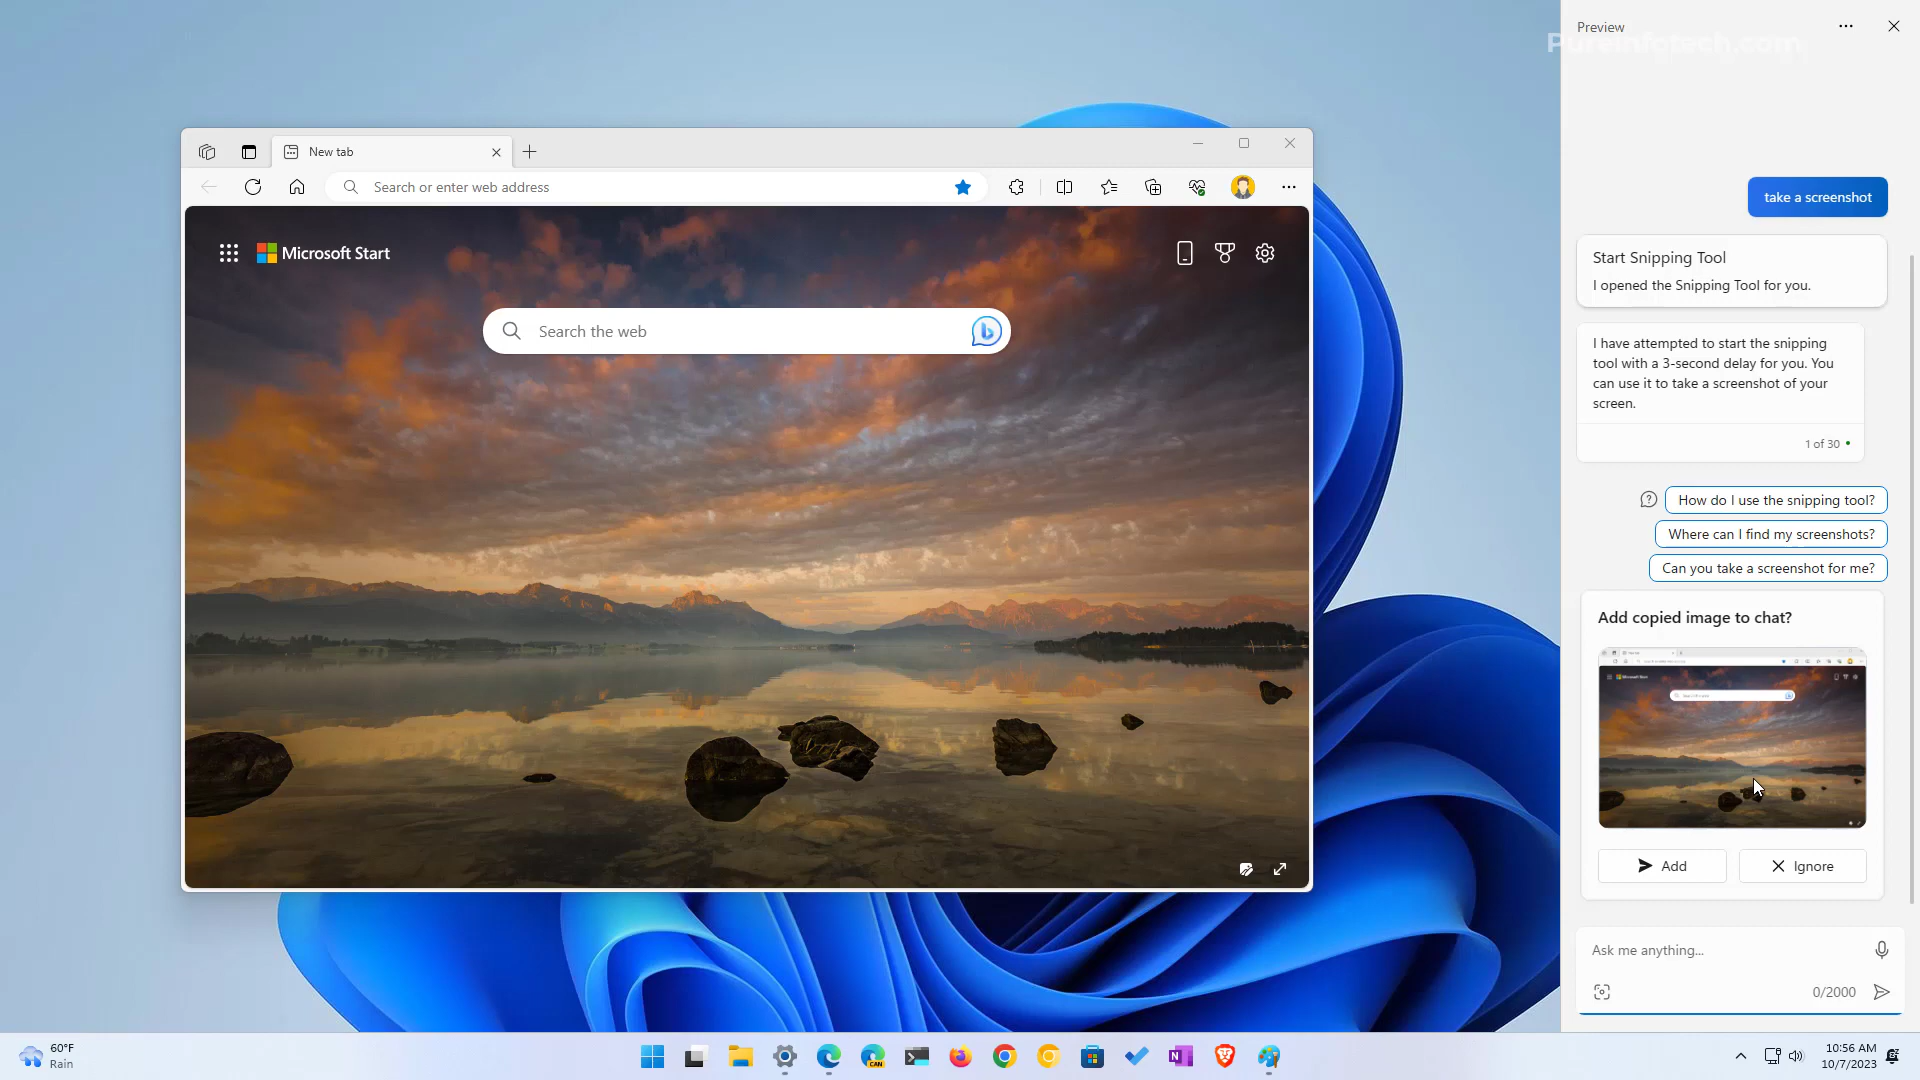 New tab
Search or enter web address
Microsoft Start
Search the web
Preview
Pureinfotech.com
take a screenshot
Start Snipping Tool
I opened the Snipping Tool for you.
I have attempted to start the snipping
tool with a 3-second delay for you. You
can use it to take a screenshot of your
screen.
1 of 30
How do I use the snipping tool?
Where can I find my screenshots?
Can you take a screenshot for me?
Add copied image to chat?
Add
Ignore
Ask me anything...
0/2000
60°F
Rain
CAN
10:56 AM
10/7/2023